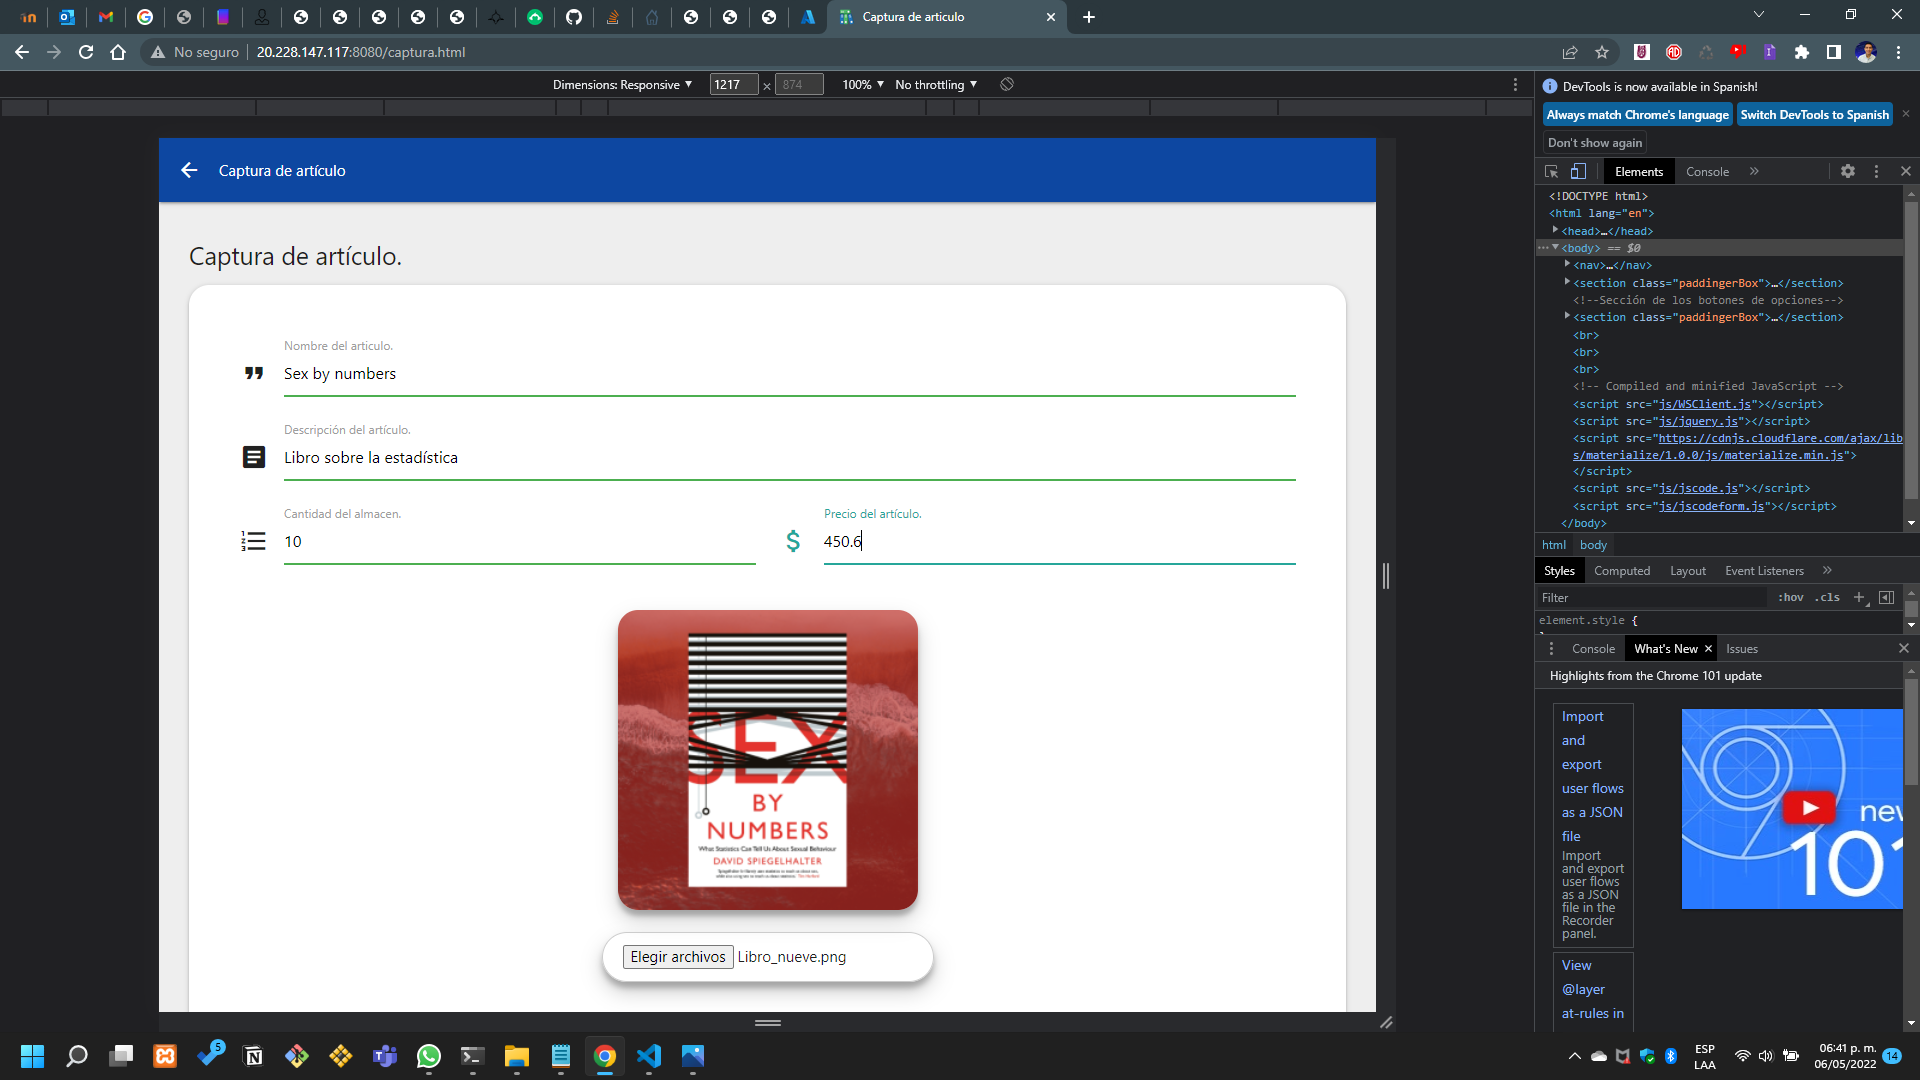 Captura de articulo
No seguro
20.228.147.117:8080/captura.html
Dimensions: Responsive
1217
×
874
100%
No throttling
DevTools is now available in Spanish!
Always match Chrome's language
Switch DevTools to Spanish
Don't show again
Elements
Console
<!DOCTYPE html>
<html lang="en">
<head>…</head>
<body> == $0
<nav>…</nav>
<section class="paddingerBox">…</section>
<!--Sección de los botones de opciones-->
<section class="paddingerBox">…</section>
<br>
<br>
<br>
<!-- Compiled and minified JavaScript -->
<script src="js/WSClient.js"></script>
<script src="js/jquery.js"></script>
<script src="https://cdnjs.cloudflare.com/ajax/lib
s/materialize/1.0.0/js/materialize.min.js">
</script>
<script src="js/jscode.js"></script>
<script src="js/jscodeform.js"></script>
</body>
html
body
Styles
Computed
Layout
Event Listeners
Filter
:hov
.cls
element.style {
Console
What's New
Issues
Highlights from the Chrome 101 update
Import
and
export
user flows
as a JSON
file
Import
and export
user flows
as a JSON
file in the
Recorder
panel.
View
@layer
at-rules in
new
101
Captura de artículo
Captura de artículo.
Nombre del articulo.
Sex by numbers
Descripción del artículo.
Libro sobre la estadística
Cantidad del almacen.
10
Precio del artículo.
450.6
SEX
BY
NUMBERS
What Statistics Can Tell Us About Sexual Behaviour
DAVID SPIEGELHALTER
Elegir archivos
Libro_nueve.png
5
ESP
LAA
06:41 p. m.
06/05/2022
14